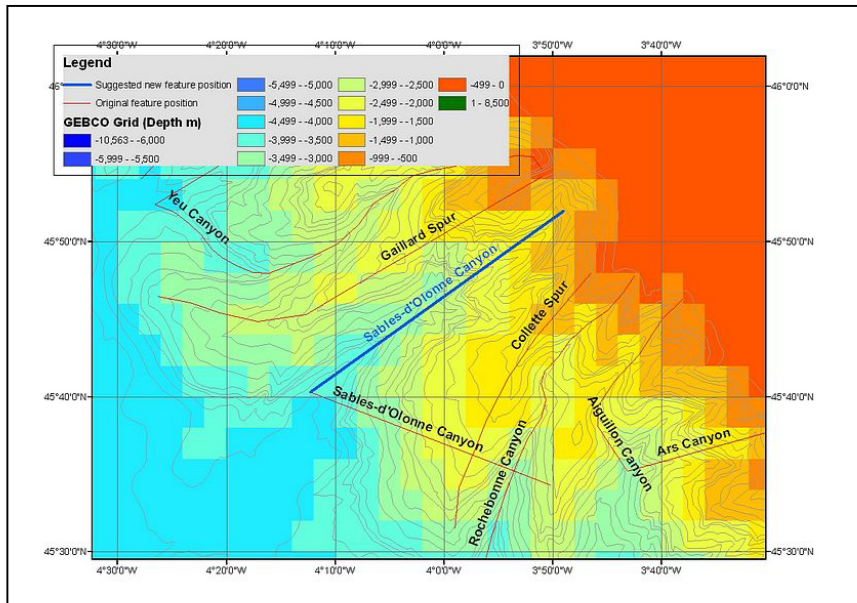 4°30'0"W 4°20'0"W 4°10'0"W 4°0'0"W 3°50'0"W 3°40'0"W
Legend
Suggested new feature position
Original feature position
GEBCO Grid (Depth m)
-10,563 - -6,000
-5,999 - -5,500
-5,499 - -5,000
-4,999 - -4,500
-4,499 - -4,000
-3,999 - -3,500
-3,499 - -3,000
-2,999 - -2,500
-2,499 - -2,000
-1,999 - -1,500
-1,499 - -1,000
-999 - -500
-499 - 0
1 - 8,500
46° 46°0'0"N
Yeu Canyon
Gaillard Spur
45°50'0"N 45°50'0"N
Sables-d'Olonne Canyon
Collette Spur
45°40'0"N 45°40'0"N
Sables-d'Olonne Canyon
Rochebonne Canyon
Aiguillon Canyon
Ars Canyon
45°30'0"N 45°30'0"N
4°30'0"W 4°20'0"W 4°10'0"W 4°0'0"W 3°50'0"W 3°40'0"W